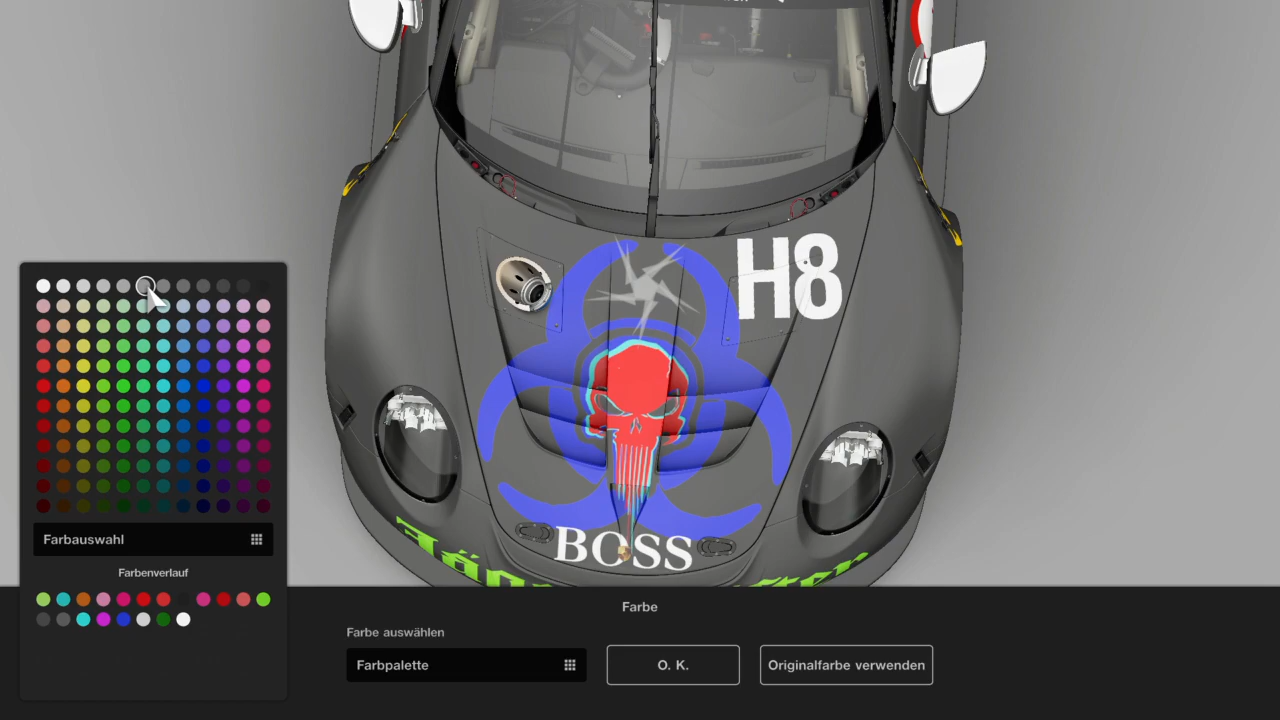 H8
BOSS
Farbauswahl
Farbenverlauf
Farbe
Farbe auswählen
Farbpalette
O. K.
Originalfarbe verwenden